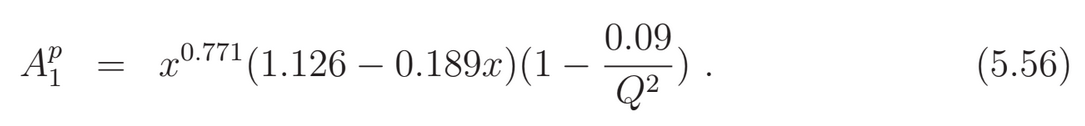 A_1^p = x^{0.771}(1.126 − 0.189x)(1 − \frac{0.09}{Q^2}) . (5.56)